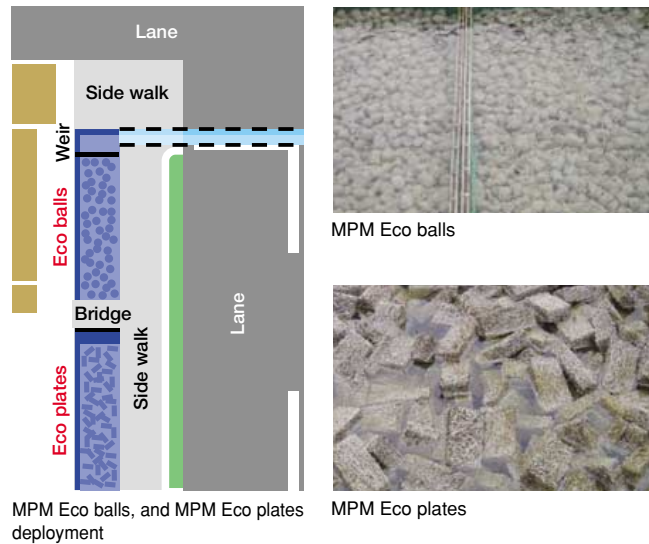 Lane
Side walk
Weir
Eco balls
Bridge
Side walk
Lane
Eco plates
MPM Eco balls, and MPM Eco plates
deployment
MPM Eco balls
MPM Eco plates